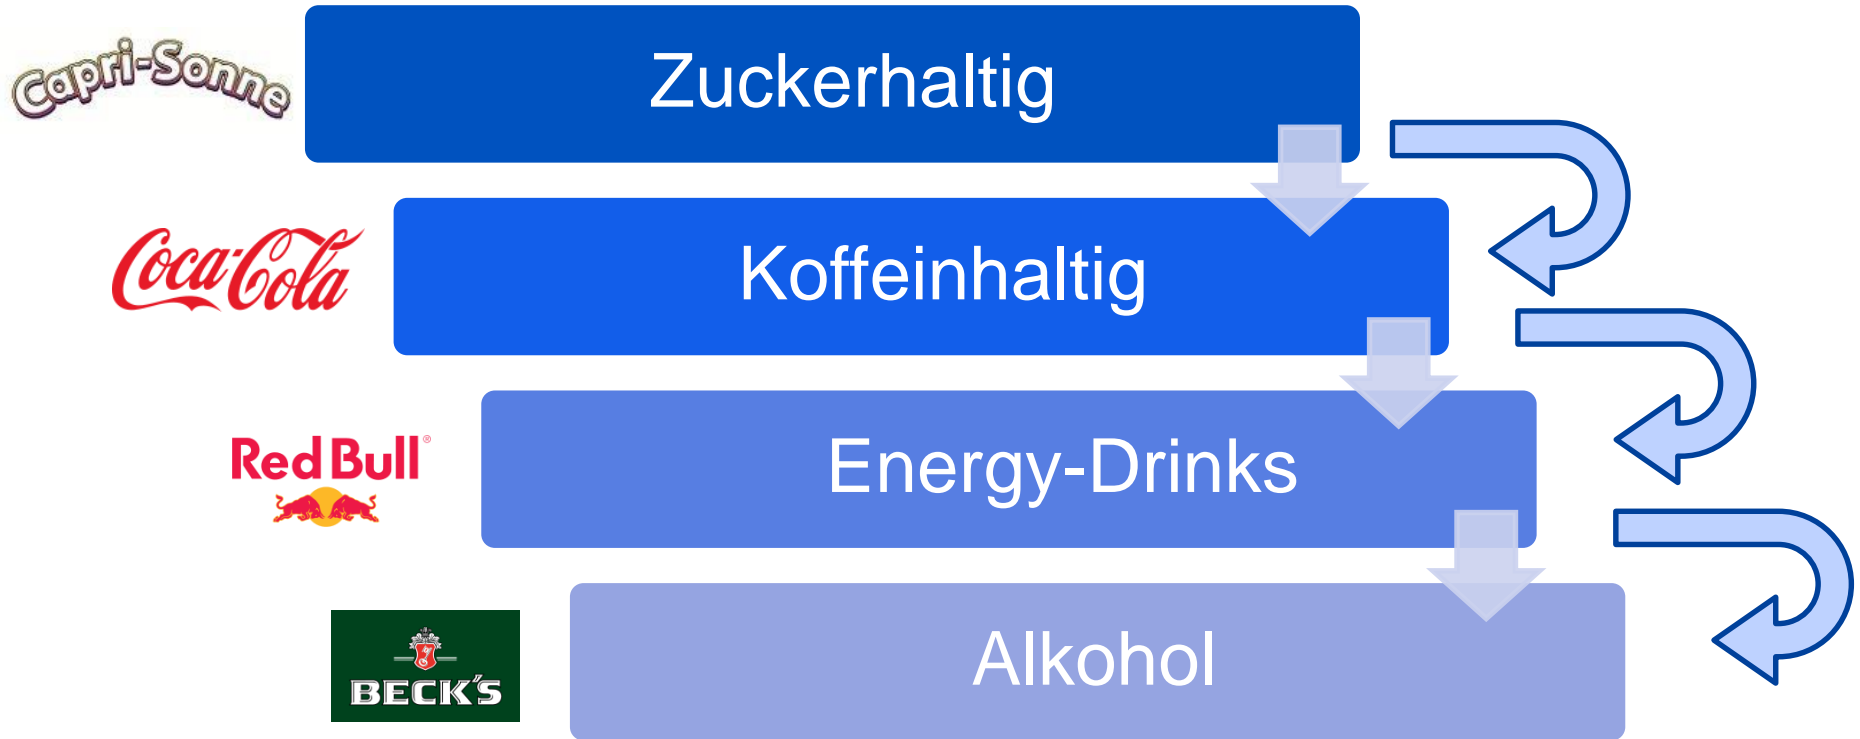 Capri-Sonne
Zuckerhaltig
Coca-Cola
Koffeinhaltig
Red Bull®
Energy-Drinks
BECK'S
Alkohol